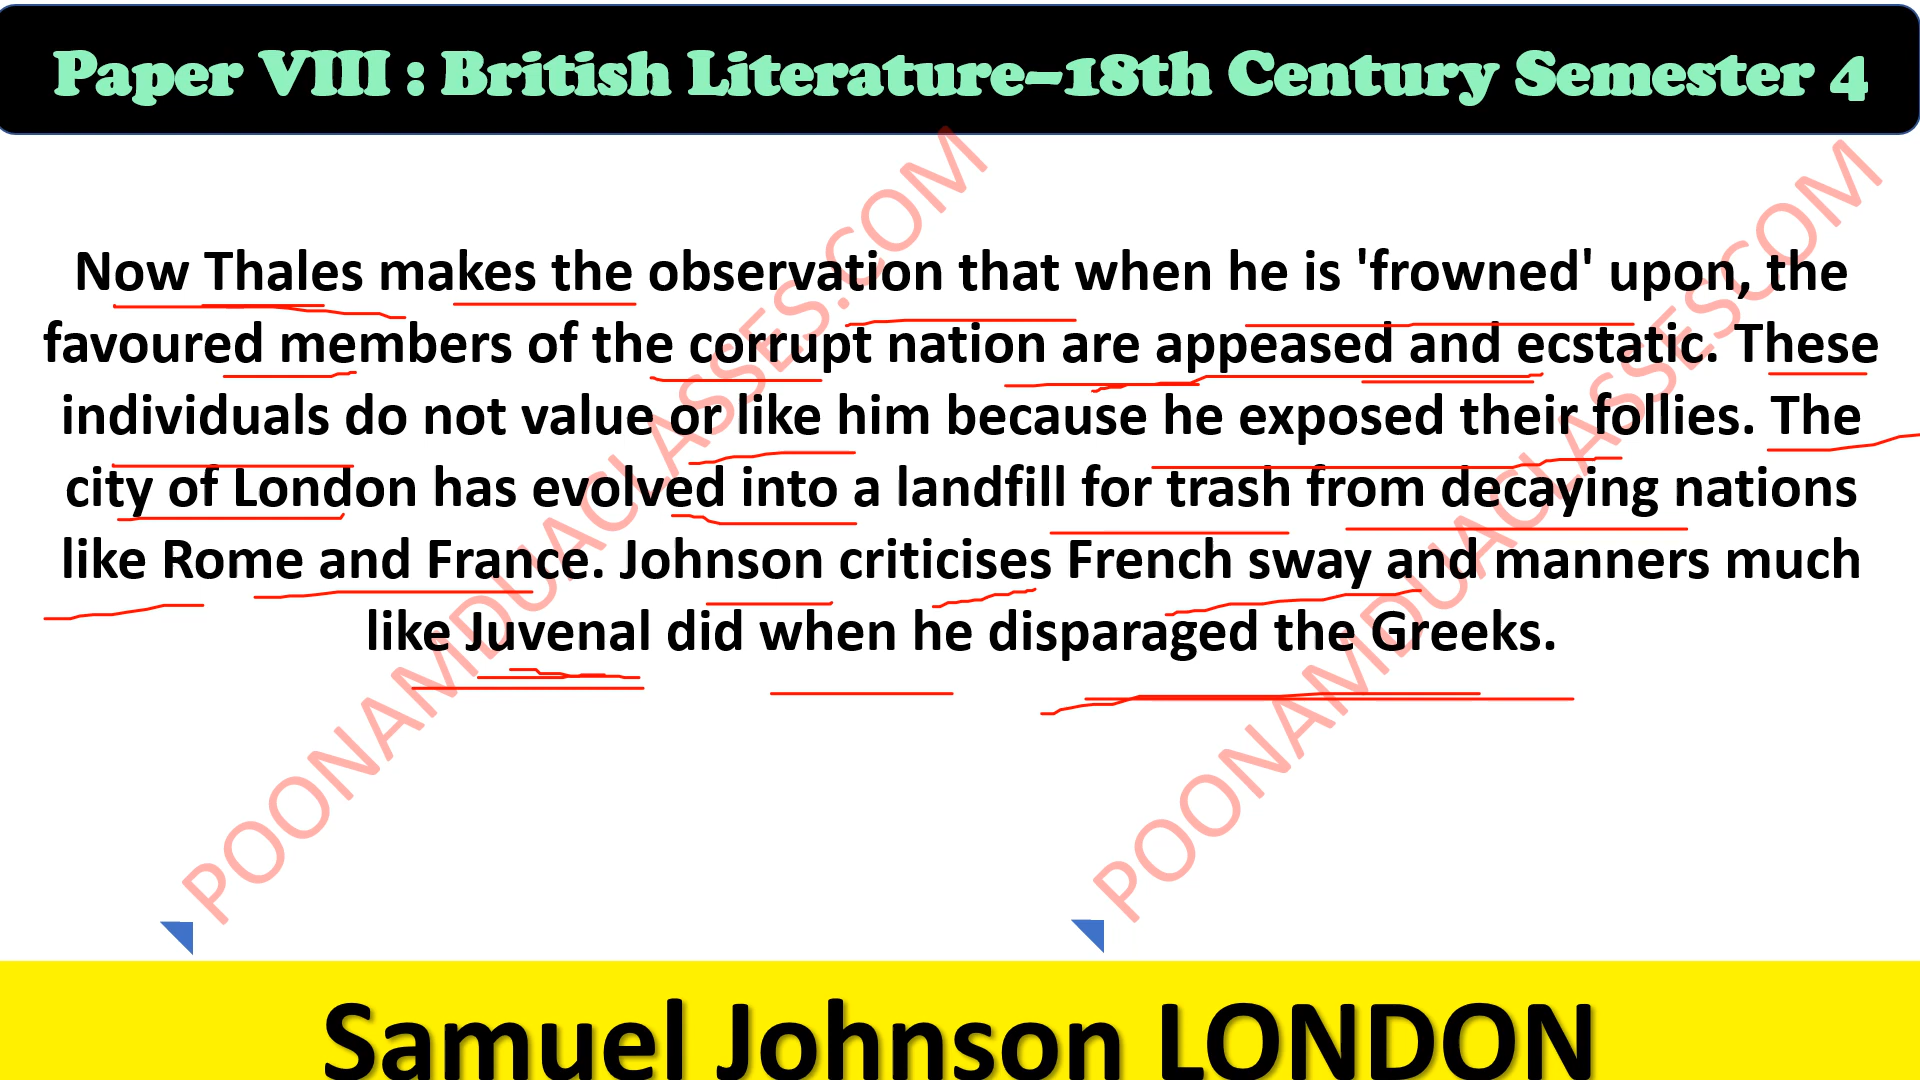 Paper VIII : British Literature–18th Century Semester 4
Now Thales makes the observation that when he is 'frowned' upon, the
favoured members of the corrupt nation are appeased and ecstatic. These
individuals do not value or like him because he exposed their follies. The
city of London has evolved into a landfill for trash from decaying nations
like Rome and France. Johnson criticises French sway and manners much
like Juvenal did when he disparaged the Greeks.
POONAMDUACLASSES.COM
POONAMDUACLASSES.COM
Samuel Johnson LONDON